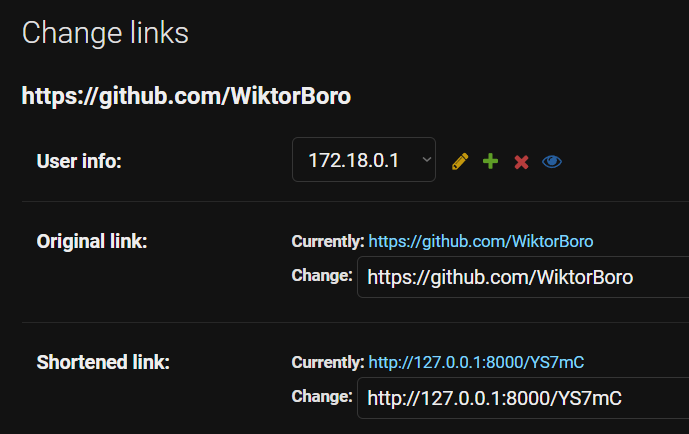 Change links
https://github.com/WiktorBoro
User info: 172.18.0.1
Original link: Currently: https://github.com/WiktorBoro
Change: https://github.com/WiktorBoro
Shortened link: Currently: http://127.0.0.1:8000/YS7mC
Change: http://127.0.0.1:8000/YS7mC